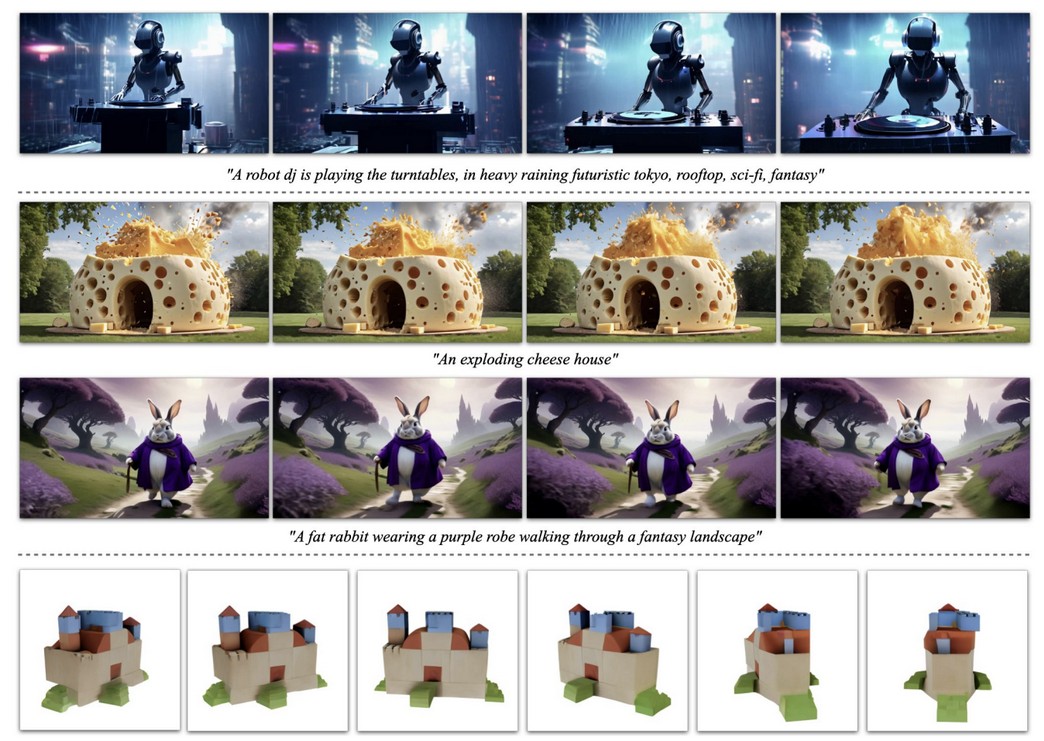 "A robot dj is playing the turntables, in heavy raining futuristic tokyo, rooftop, sci-fi, fantasy"
"An exploding cheese house"
"A fat rabbit wearing a purple robe walking through a fantasy landscape"